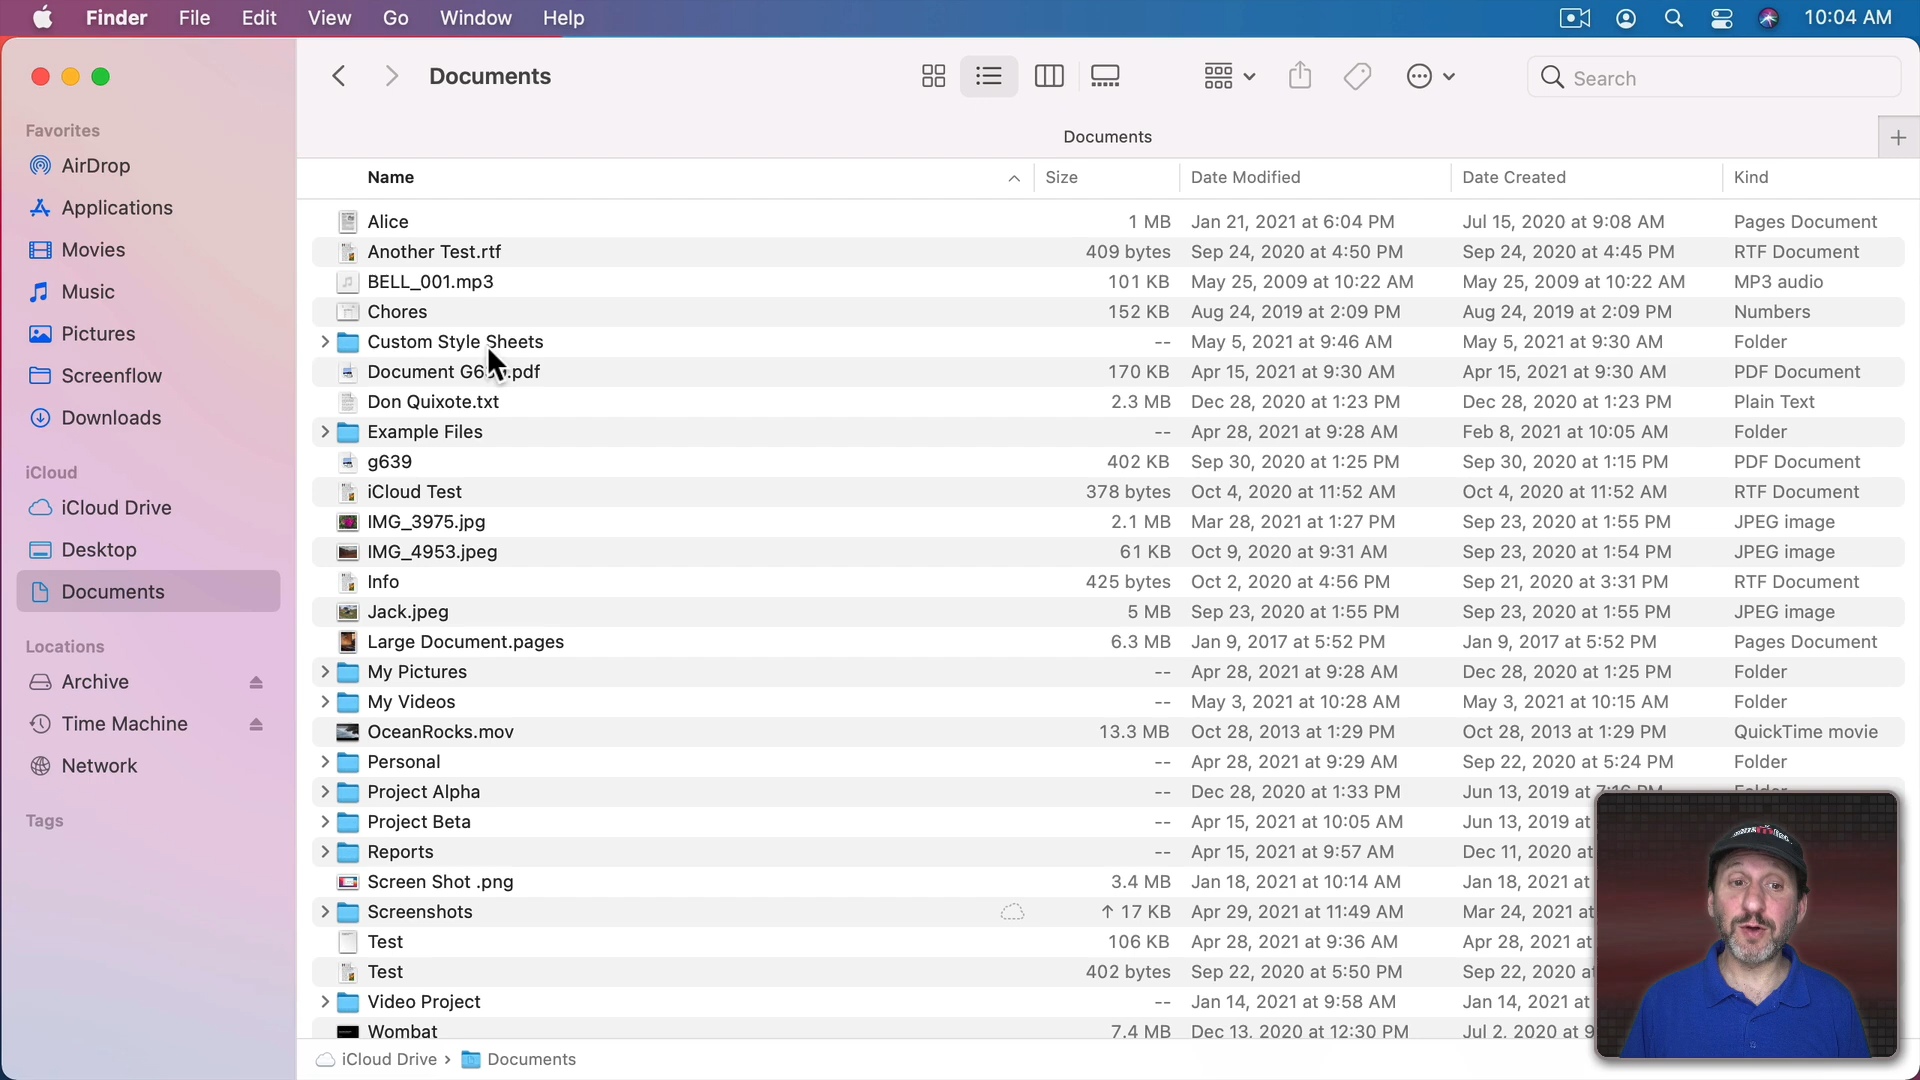 Finder File Edit View Go Window Help 10:04 AM
Documents
Search
Favorites
AirDrop
Applications
Movies
Music
Pictures
Screenflow
Downloads
iCloud
iCloud Drive
Desktop
Documents
Locations
Archive
Time Machine
Network
Tags
Documents
Name Size Date Modified Date Created Kind
Alice 1 MB Jan 21, 2021 at 6:04 PM Jul 15, 2020 at 9:08 AM Pages Document
Another Test.rtf 409 bytes Sep 24, 2020 at 4:50 PM Sep 24, 2020 at 4:45 PM RTF Document
BELL_001.mp3 101 KB May 25, 2009 at 10:22 AM May 25, 2009 at 10:22 AM MP3 audio
Chores 152 KB Aug 24, 2019 at 2:09 PM Aug 24, 2019 at 2:09 PM Numbers
Custom Style Sheets -- May 5, 2021 at 9:46 AM May 5, 2021 at 9:30 AM Folder
Document .pdf 170 KB Apr 15, 2021 at 9:30 AM Apr 15, 2021 at 9:30 AM PDF Document
Don Quixote.txt 2.3 MB Dec 28, 2020 at 1:23 PM Dec 28, 2020 at 1:23 PM Plain Text
Example Files -- Apr 28, 2021 at 9:28 AM Feb 8, 2021 at 10:05 AM Folder
g639 402 KB Sep 30, 2020 at 1:25 PM Sep 30, 2020 at 1:15 PM PDF Document
iCloud Test 378 bytes Oct 4, 2020 at 11:52 AM Oct 4, 2020 at 11:52 AM RTF Document
IMG_3975.jpg 2.1 MB Mar 28, 2021 at 1:27 PM Sep 23, 2020 at 1:55 PM JPEG image
IMG_4953.jpeg 61 KB Oct 9, 2020 at 9:31 AM Sep 23, 2020 at 1:54 PM JPEG image
Info 425 bytes Oct 2, 2020 at 4:56 PM Sep 21, 2020 at 3:31 PM RTF Document
Jack.jpeg 5 MB Sep 23, 2020 at 1:55 PM Sep 23, 2020 at 1:55 PM JPEG image
Large Document.pages 6.3 MB Jan 9, 2017 at 5:52 PM Jan 9, 2017 at 5:52 PM Pages Document
My Pictures -- Apr 28, 2021 at 9:28 AM Dec 28, 2020 at 1:25 PM Folder
My Videos -- May 3, 2021 at 10:28 AM May 3, 2021 at 10:15 AM Folder
OceanRocks.mov 13.3 MB Oct 28, 2013 at 1:29 PM Oct 28, 2013 at 1:29 PM QuickTime movie
Personal -- Apr 28, 2021 at 9:29 AM Sep 22, 2020 at 5:24 PM Folder
Project Alpha -- Dec 28, 2020 at 1:33 PM Jun 13, 2019 at 7:16 PM Folder
Project Beta -- Apr 15, 2021 at 10:05 AM Jun 13, 2019 at
Reports -- Apr 15, 2021 at 9:57 AM Dec 11, 2020 at
Screen Shot .png 3.4 MB Jan 18, 2021 at 10:14 AM Jan 18, 2021 at
Screenshots ↑ 17 KB Apr 29, 2021 at 11:49 AM Mar 24, 2021 at
Test 106 KB Apr 28, 2021 at 9:36 AM Apr 28, 2021 at
Test 402 bytes Sep 22, 2020 at 5:50 PM Sep 22, 2020 at
Video Project -- Jan 14, 2021 at 9:58 AM Jan 14, 2021 at
Wombat 7.4 MB Dec 13, 2020 at 12:30 PM Jul 2, 2020 at 9
iCloud Drive › Documents